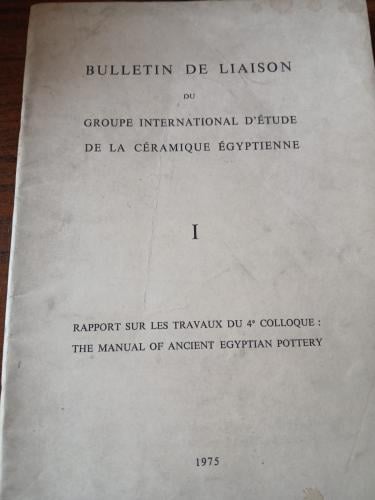 BULLETIN DE LIAISON
DU
GROUPE INTERNATIONAL D'ÉTUDE
DE LA CÉRAMIQUE ÉGYPTIENNE
I
RAPPORT SUR LES TRAVAUX DU 4e COLLOQUE :
THE MANUAL OF ANCIENT EGYPTIAN POTTERY
1975